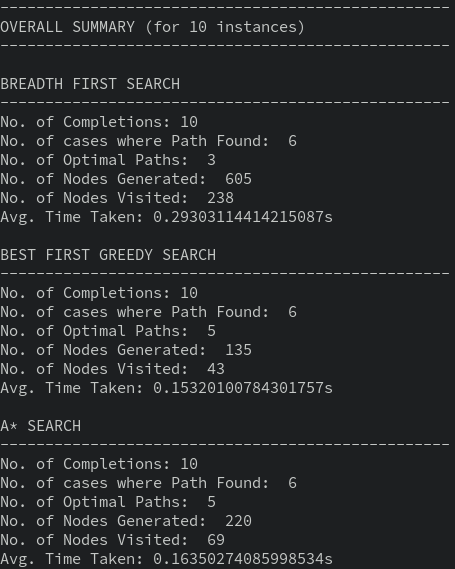 --------------------------------------------------
OVERALL SUMMARY (for 10 instances)
--------------------------------------------------
BREADTH FIRST SEARCH
--------------------------------------------------
No. of Completions: 10
No. of cases where Path Found:  6
No. of Optimal Paths:  3
No. of Nodes Generated:  605
No. of Nodes Visited:  238
Avg. Time Taken: 0.29303114414215087s
BEST FIRST GREEDY SEARCH
--------------------------------------------------
No. of Completions: 10
No. of cases where Path Found:  6
No. of Optimal Paths:  5
No. of Nodes Generated:  135
No. of Nodes Visited:  43
Avg. Time Taken: 0.15320100784301757s
A* SEARCH
--------------------------------------------------
No. of Completions: 10
No. of cases where Path Found:  6
No. of Optimal Paths:  5
No. of Nodes Generated:  220
No. of Nodes Visited:  69
Avg. Time Taken: 0.16350274085998534s